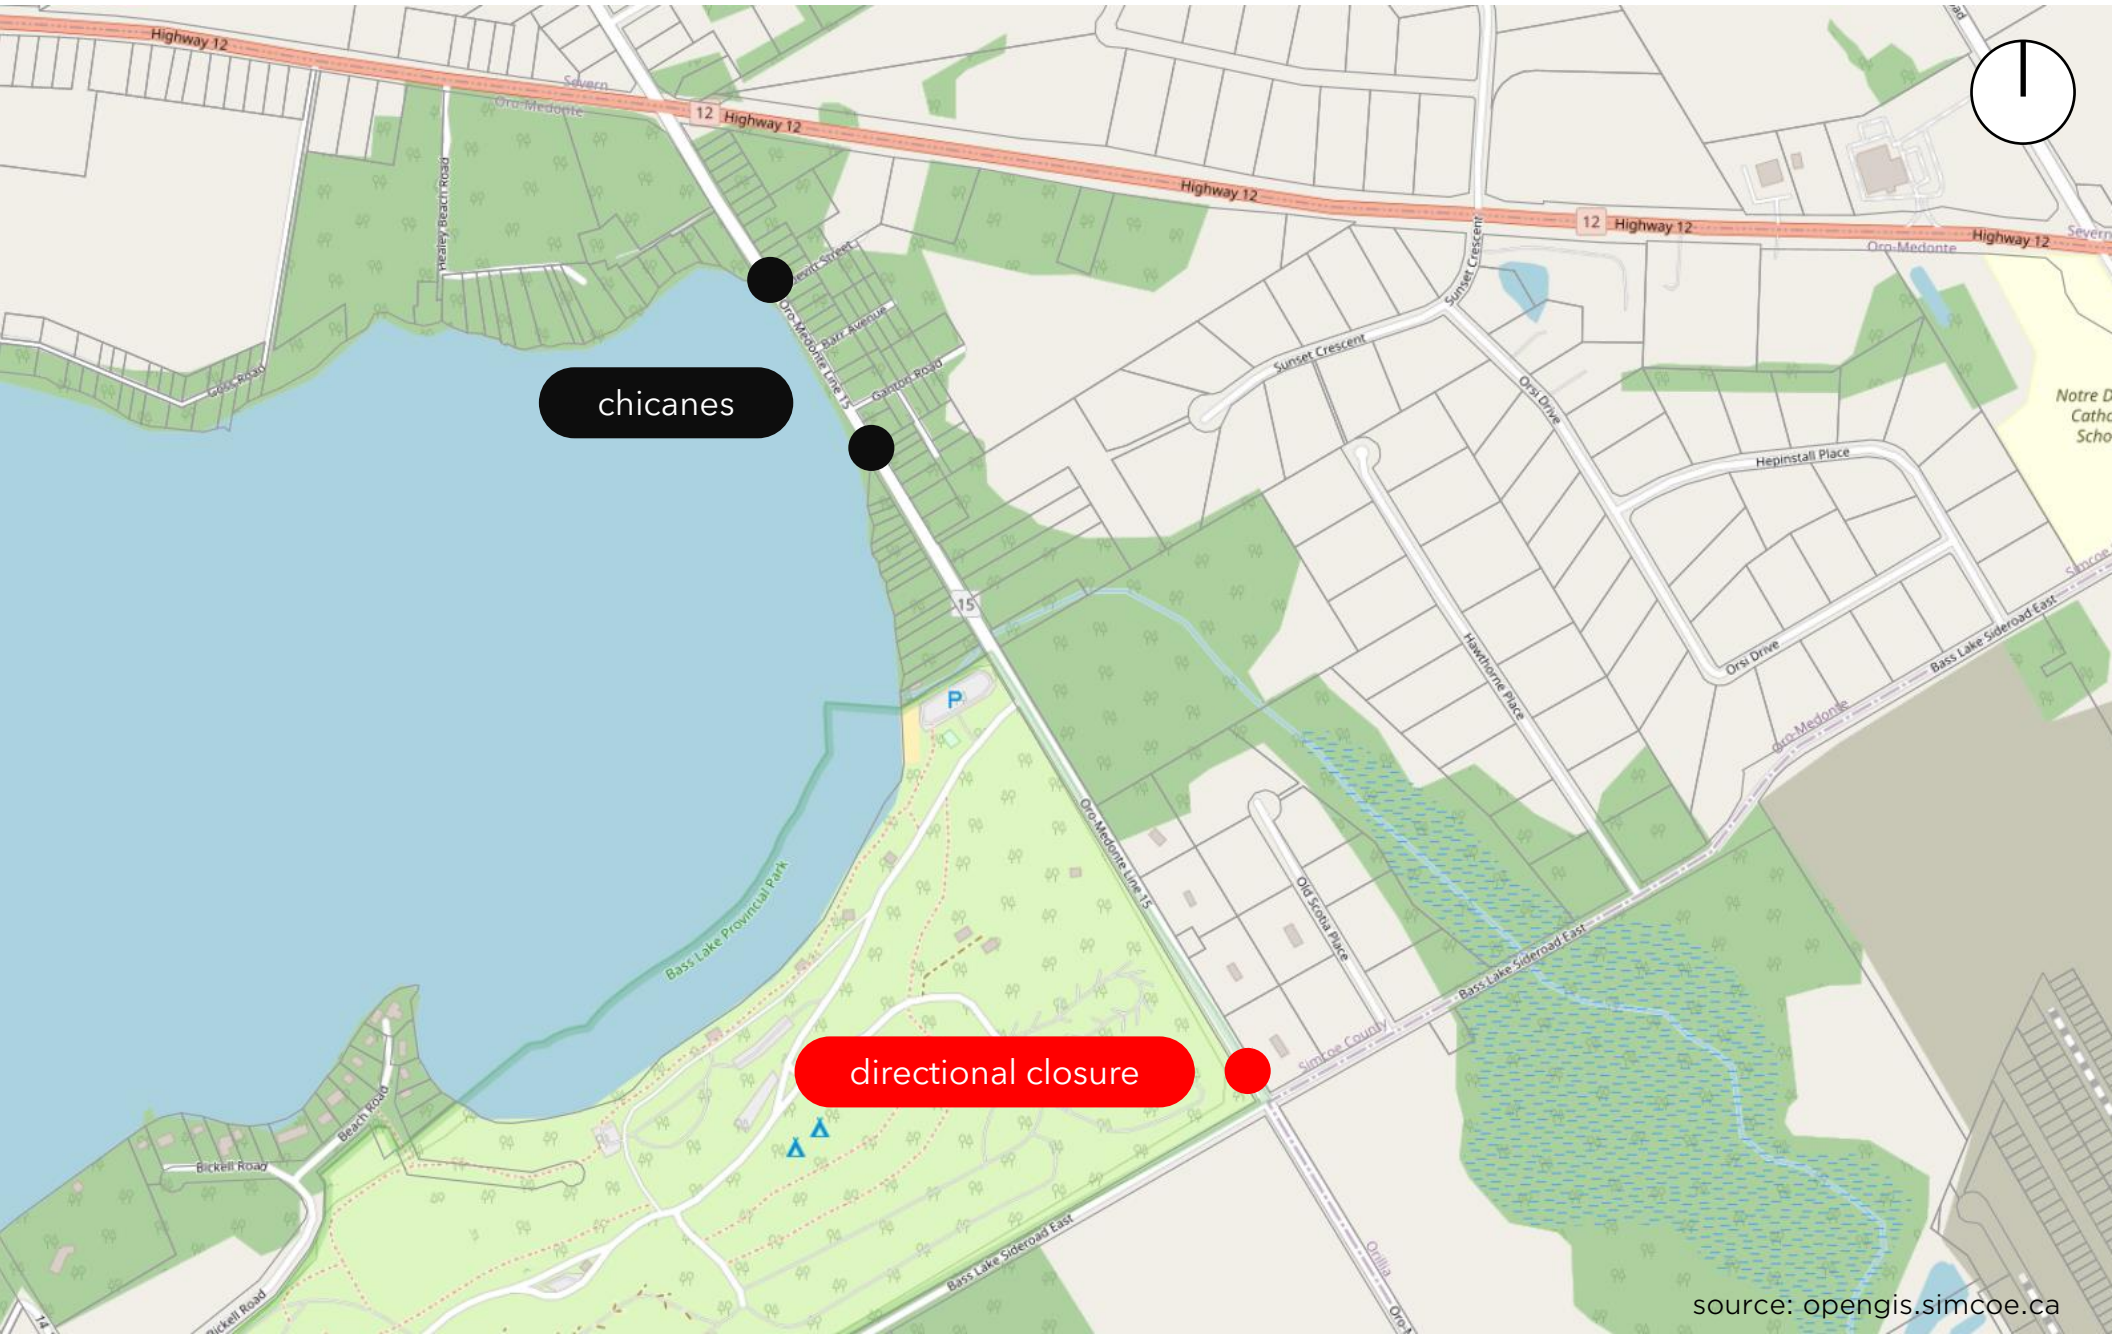 Highway 12
Severn
Oro-Medonte
12
Highway 12
Highway 12
12
Highway 12
Oro-Medonte
Highway 12
Severn
Healey Beach Road
Sunset Crescent
Street
Oro-Medonte Line 15
Barr Avenue
Ganton Road
Goss Road
chicanes
Sunset Crescent
Orsi Drive
Notre D
Catho
Scho
Hepinstall Place
Simcoe
15
Bass Lake Sideroad East
Hawthorne Place
Orsi Drive
P
Oro-Medonte
Oro-Medonte Line 15
Bass Lake Provincial Park
Old Scotia Place
Bass Lake Sideroad East
Simcoe County
directional closure
Beach Road
Bickell Road
Bass Lake Sideroad East
Orillia
Bickell Road
14
Oro-M
source: opengis.simcoe.ca